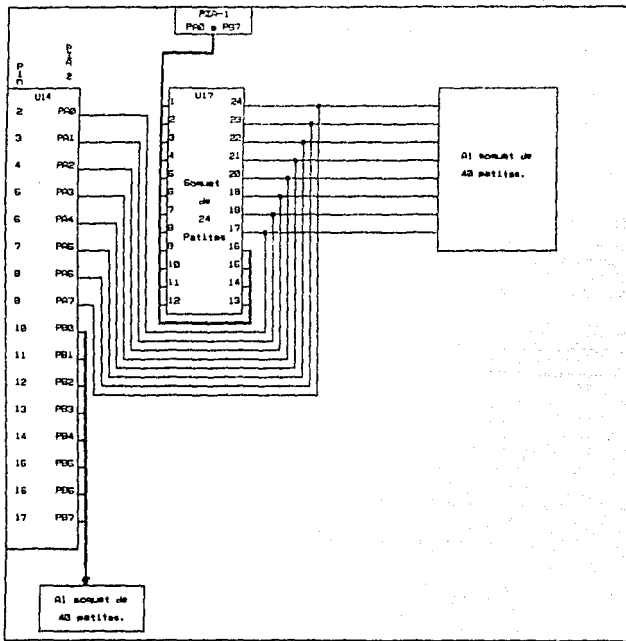 PIA-1
PA0 a PB7
PIA 2
PIN
U14
2 PA0
3 PA1
4 PA2
5 PA3
6 PA4
7 PA5
8 PA6
9 PA7
10 PB0
11 PB1
12 PB2
13 PB3
14 PB4
15 PB5
16 PB6
17 PB7
U17
1 24
2 23
3 22
4 21
5 20
6 19
7 18
8 17
9 16
10 15
11 14
12 13
Soquet
de
24
Patitas
Al soquet de
40 patitas.
Al soquet de
40 patitas.